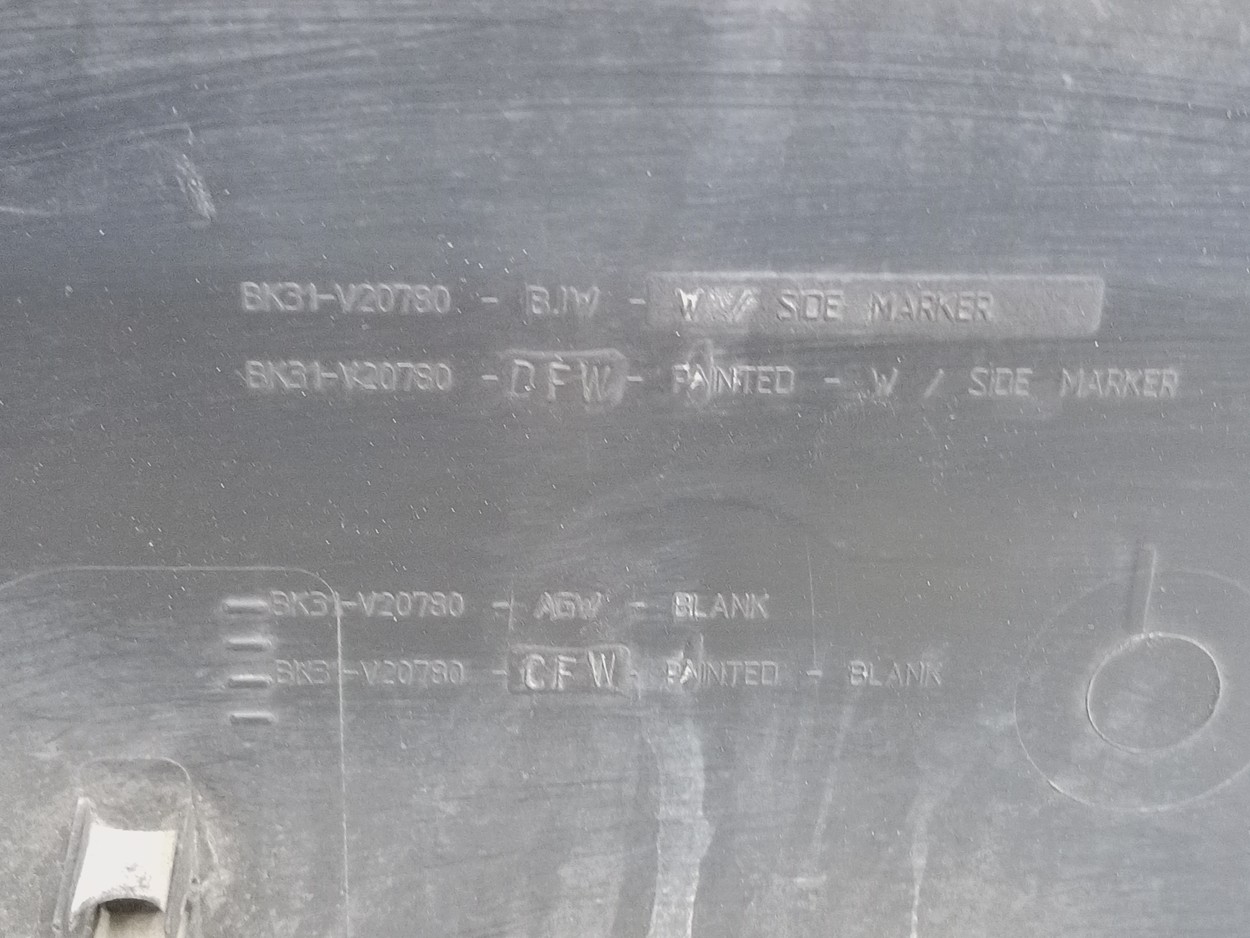 BK31-V20780 - BJW - W / SIDE MARKER
BK31-V20780 - DFW - PAINTED - W / SIDE MARKER
BK31-V20780 - AGW - BLANK
BK31-V20780 - CFW - PAINTED - BLANK